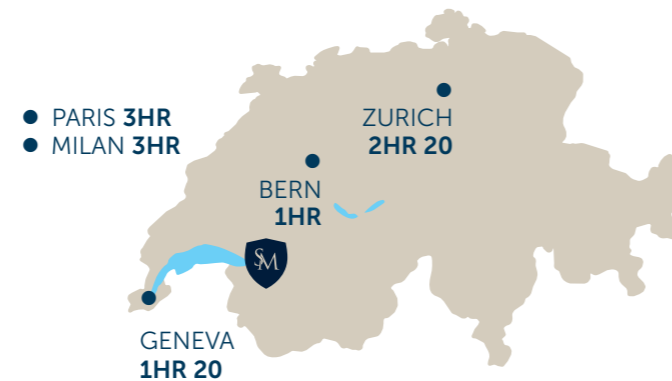 PARIS 3HR
MILAN 3HR
ZURICH
2HR 20
BERN
1HR
SM
GENEVA
1HR 20